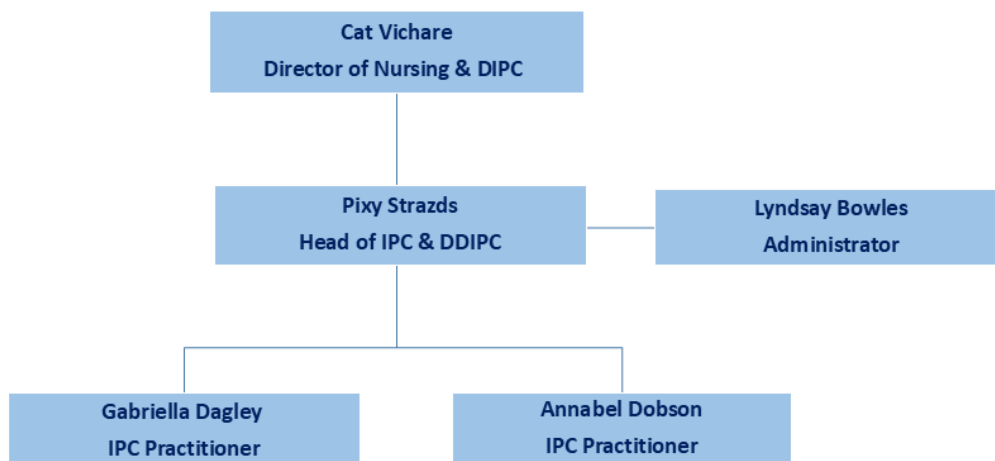 Cat Vichare
Director of Nursing & DIPC
Pixy Strazds
Head of IPC & DDIPC
Lyndsay Bowles
Administrator
Gabriella Dagley
IPC Practitioner
Annabel Dobson
IPC Practitioner